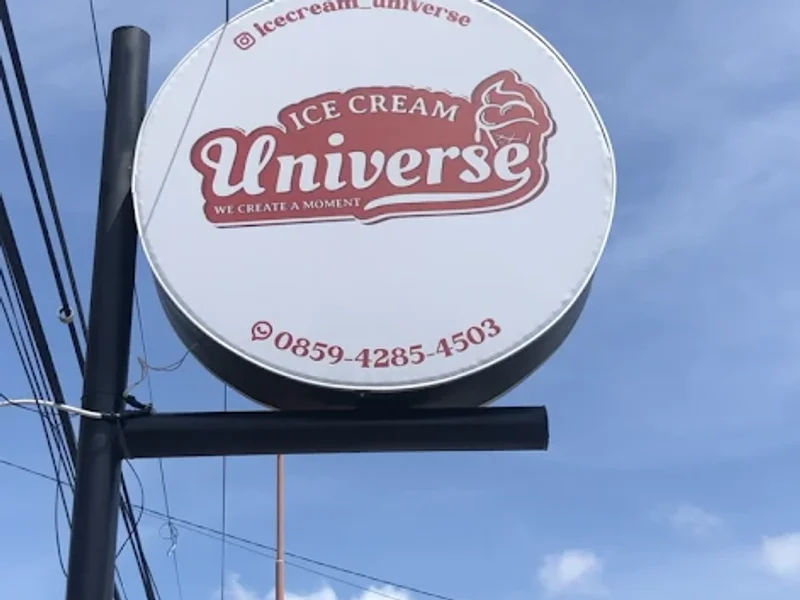 icecream_universe
ICE CREAM
Universe
WE CREATE A MOMENT
0859-4285-4503